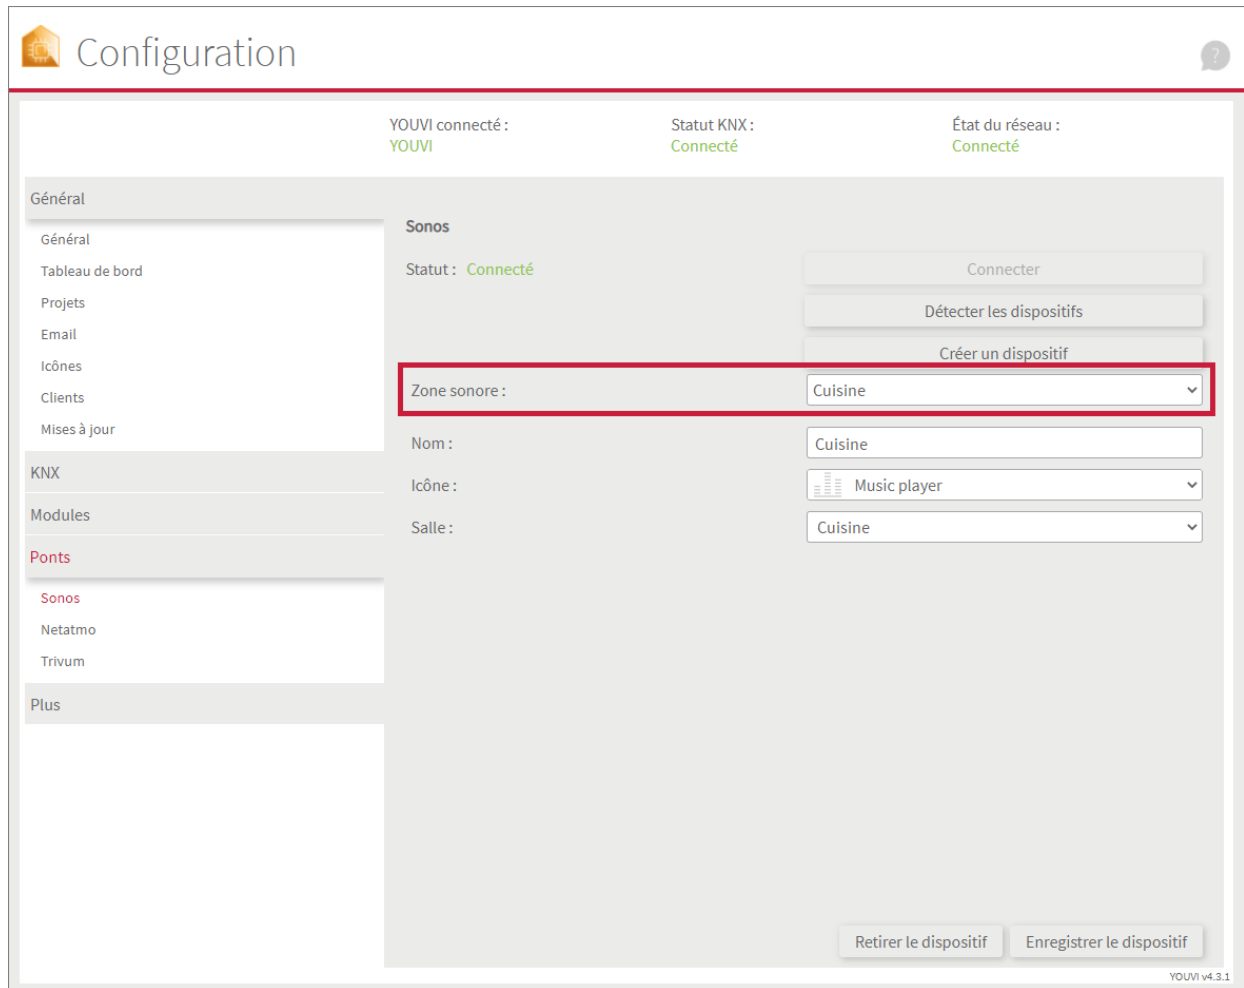 Configuration
?
YOUVI connecté :
YOUVI
Statut KNX :
Connecté
État du réseau :
Connecté
Général
Général
Tableau de bord
Projets
Email
Icônes
Clients
Mises à jour
KNX
Modules
Ponts
Sonos
Netatmo
Trivum
Plus
Sonos
Statut : Connecté
Connecter
Détecter les dispositifs
Créer un dispositif
Zone sonore : Cuisine
Nom : Cuisine
Icône : Music player
Salle : Cuisine
Retirer le dispositif Enregistrer le dispositif
YOUVI v4.3.1